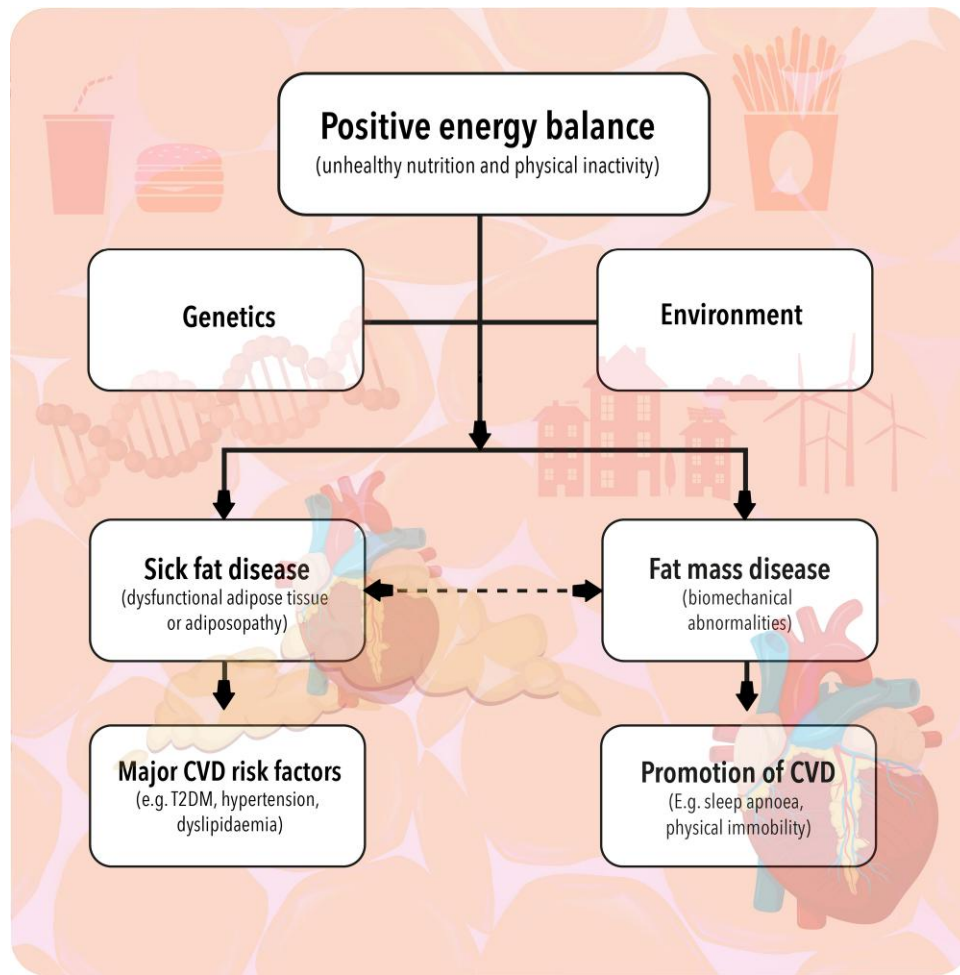 Positive energy balance
(unhealthy nutrition and physical inactivity)
Genetics
Environment
Sick fat disease
(dysfunctional adipose tissue
or adiposopathy)
Fat mass disease
(biomechanical
abnormalities)
Major CVD risk factors
(e.g. T2DM, hypertension,
dyslipidaemia)
Promotion of CVD
(E.g. sleep apnoea,
physical immobility)